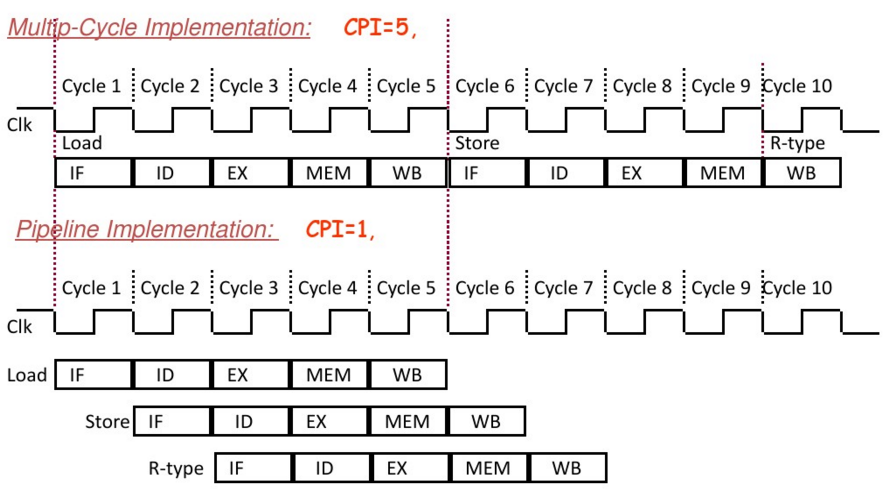 Multip-Cycle Implementation: CPI=5,
Cycle 1 Cycle 2 Cycle 3 Cycle 4 Cycle 5 Cycle 6 Cycle 7 Cycle 8 Cycle 9 Cycle 10
Clk
Load Store R-type
IF ID EX MEM WB IF ID EX MEM WB
Pipeline Implementation: CPI=1,
Cycle 1 Cycle 2 Cycle 3 Cycle 4 Cycle 5 Cycle 6 Cycle 7 Cycle 8 Cycle 9 Cycle 10
Clk
Load IF ID EX MEM WB
Store IF ID EX MEM WB
R-type IF ID EX MEM WB